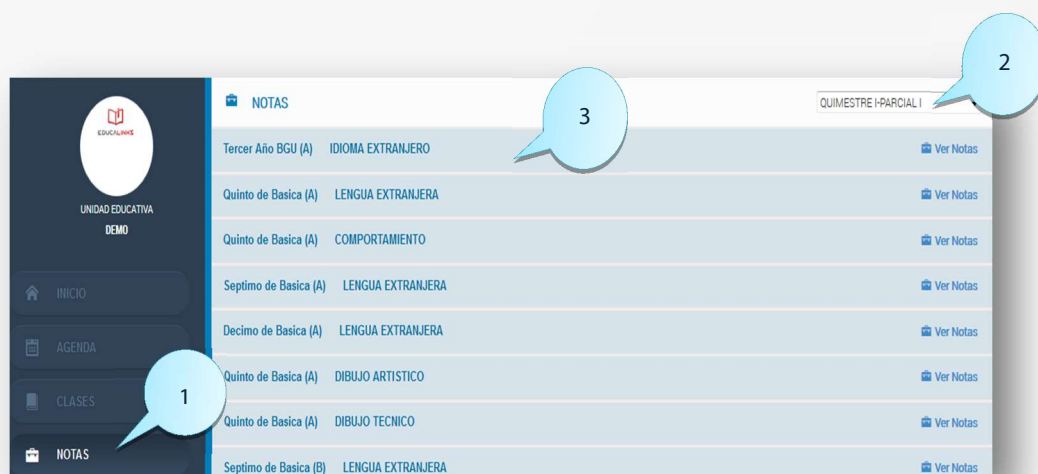 2
3
1
EDUCALINKS
UNIDAD EDUCATIVA
DEMO
INICIO
AGENDA
CLASES
NOTAS
NOTAS
QUIMESTRE I-PARCIAL I
Tercer Año BGU (A) IDIOMA EXTRANJERO Ver Notas
Quinto de Basica (A) LENGUA EXTRANJERA Ver Notas
Quinto de Basica (A) COMPORTAMIENTO Ver Notas
Septimo de Basica (A) LENGUA EXTRANJERA Ver Notas
Decimo de Basica (A) LENGUA EXTRANJERA Ver Notas
Quinto de Basica (A) DIBUJO ARTISTICO Ver Notas
Quinto de Basica (A) DIBUJO TECNICO Ver Notas
Septimo de Basica (B) LENGUA EXTRANJERA Ver Notas